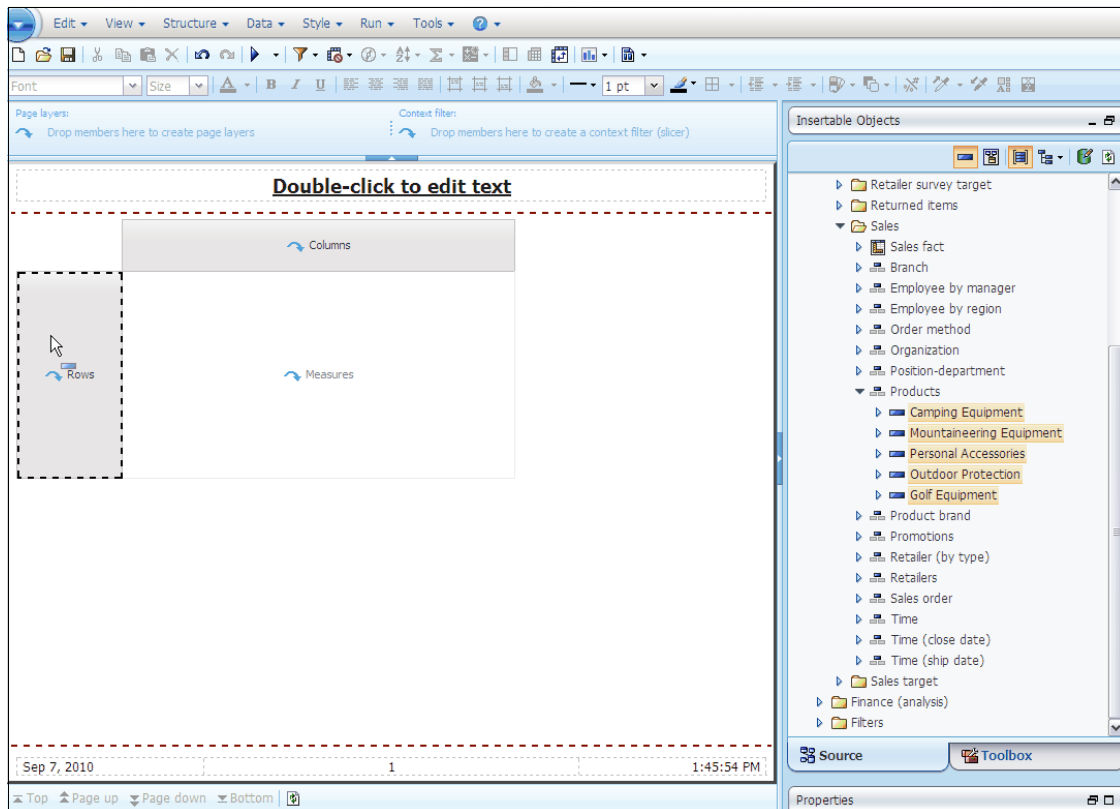 Edit View Structure Data Style Run Tools
Font Size A B I U 1 pt
Page layers:
Drop members here to create page layers
Context filter:
Drop members here to create a context filter (slicer)
Double-click to edit text
Columns
Rows
Measures
Sep 7, 2010 1 1:45:54 PM
Top Page up Page down Bottom
Insertable Objects
Retailer survey target
Returned items
Sales
Sales fact
Branch
Employee by manager
Employee by region
Order method
Organization
Position-department
Products
Camping Equipment
Mountaineering Equipment
Personal Accessories
Outdoor Protection
Golf Equipment
Product brand
Promotions
Retailer (by type)
Retailers
Sales order
Time
Time (close date)
Time (ship date)
Sales target
Finance (analysis)
Filters
Source Toolbox
Properties